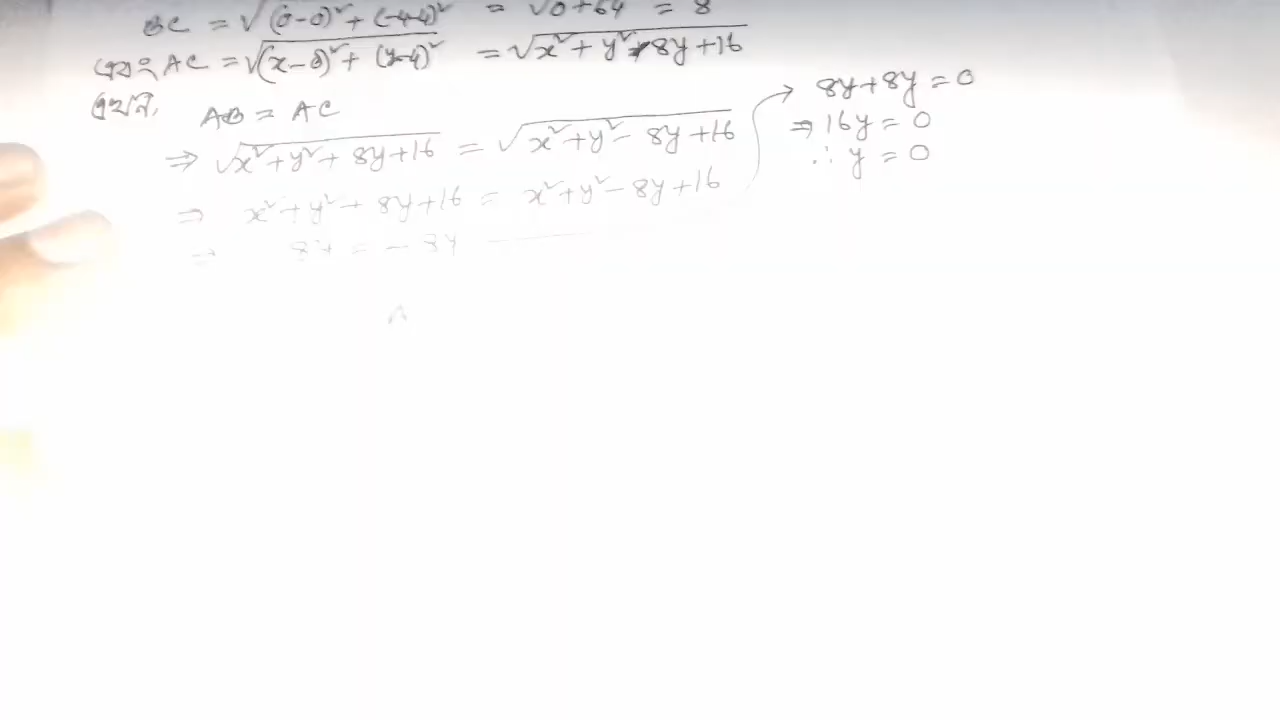 BC = √(0-0)² + (-4-4)² = √0+64 = 8
এবং AC = √(x-0)² + (y-4)² = √x² + y² - 8y + 16
এখন, AB = AC
⇒ √x² + y² + 8y + 16 = √x² + y² - 8y + 16
⇒ x² + y² + 8y + 16 = x² + y² - 8y + 16
⇒ 8y = - 8y
→ 8y + 8y = 0
⇒ 16y = 0
∴ y = 0